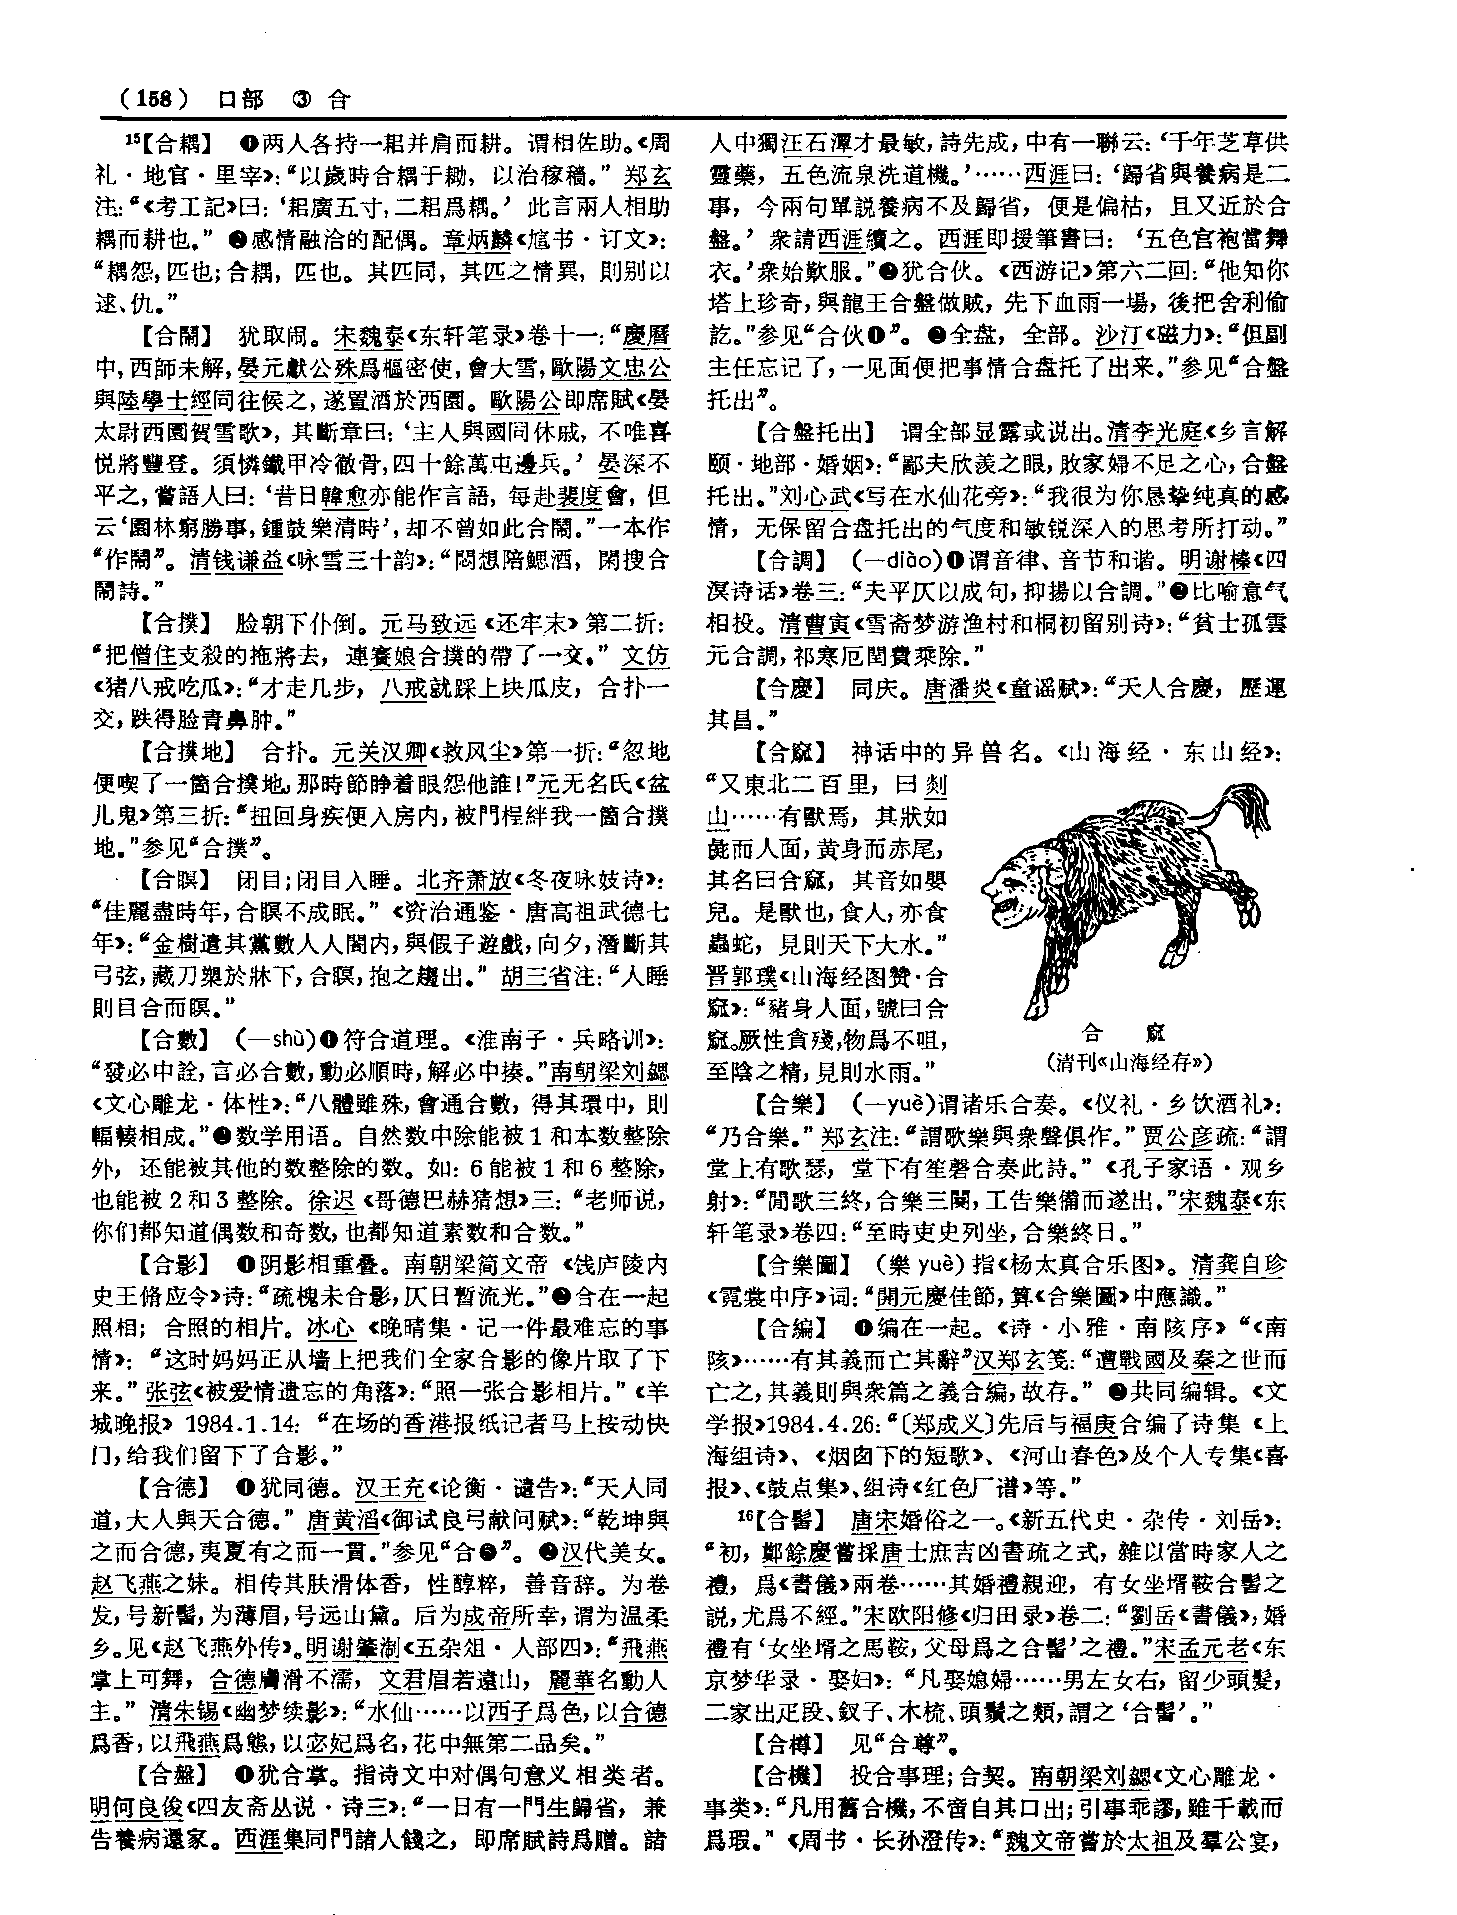 (158) 口部 ③ 合
15【合耦】 ❶两人各持一耜并肩而耕。谓相佐助。《周
礼·地官·里宰》：“以歲時合耦于耡，以治稼穡。”郑玄
注：“《考工記》曰：‘耜廣五寸，二耜爲耦。’此言兩人相助
耦而耕也。”❷感情融洽的配偶。章炳麟《訄书·订文》：
“耦怨，匹也；合耦，匹也。其匹同，其匹之情異，則别以
逑、仇。”
【合鬧】 犹取闹。宋魏泰《东轩笔录》卷十一：“慶曆
中，西師未解，晏元獻公殊爲樞密使，會大雪，歐陽文忠公
與陸學士經同往候之，遂置酒於西園。歐陽公即席賦《晏
太尉西園賀雪歌》，其斷章曰：‘主人與國同休戚，不唯喜
悦將豐登。須憐鐵甲冷徹骨，四十餘萬屯邊兵。’晏深不
平之，嘗語人曰：‘昔日韓愈亦能作言語，每赴裴度會，但
云‘園林窮勝事，鍾鼓樂清時’，却不曾如此合鬧。”一本作
“作鬧”。清钱谦益《咏雪三十韵》：“悶想陪鰓酒，閑搜合
鬧詩。”
【合撲】 脸朝下仆倒。元马致远《还牢末》第二折：
“把僧住支殺的拖將去，連賽娘合撲的帶了一交。”文仿
《猪八戒吃瓜》：“才走几步，八戒就踩上块瓜皮，合扑一
交，跌得脸青鼻肿。”
【合撲地】 合扑。元关汉卿《救风尘》第一折：“忽地
便喫了一箇合撲地，那時節睁着眼怨他誰！”元无名氏《盆
儿鬼》第三折：“扭回身疾便入房内，被門桯絆我一箇合撲
地。”参见“合撲”。
【合瞑】 闭目；闭目入睡。北齐萧放《冬夜咏妓诗》：
“佳麗盡時年，合瞑不成眠。”《资治通鉴·唐高祖武德七
年》：“金樹遣其黨數人入閣内，與假子遊戲，向夕，潛斷其
弓弦，藏刀槊於牀下，合瞑，抱之趨出。”胡三省注：“人睡
則目合而瞑。”
【合數】 (—shù)❶符合道理。《淮南子·兵略训》：
“發必中詮，言必合數，動必順時，解必中揍。”南朝梁刘勰
《文心雕龙·体性》：“八體雖殊，會通合數，得其環中，則
輻輳相成。”❷数学用语。自然数中除能被1和本数整除
外，还能被其他的数整除的数。如：6能被1和6整除，
也能被2和3整除。徐迟《哥德巴赫猜想》三：“老师说，
你们都知道偶数和奇数，也都知道素数和合数。”
【合影】 ❶阴影相重叠。南朝梁简文帝《饯庐陵内
史王脩应令》诗：“疏槐未合影，仄日暫流光。”❷合在一起
照相；合照的相片。冰心《晚晴集·记一件最难忘的事
情》：“这时妈妈正从墙上把我们全家合影的像片取了下
来。”张弦《被爱情遗忘的角落》：“照一张合影相片。”《羊
城晚报》1984.1.14：“在场的香港报纸记者马上按动快
门，给我们留下了合影。”
【合德】 ❶犹同德。汉王充《论衡·谴告》：“天人同
道，大人與天合德。”唐黄滔《御试良弓献问赋》：“乾坤與
之而合德，夷夏有之而一貫。”参见“合❺”。❷汉代美女。
赵飞燕之妹。相传其肤滑体香，性醇粹，善音辞。为卷
发，号新髻，为薄眉，号远山黛。后为成帝所幸，谓为温柔
乡。见《赵飞燕外传》。明谢肇淛《五杂俎·人部四》：“飛燕
掌上可舞，合德膚滑不濡，文君眉若遠山，麗華名動人
主。”清朱锡《幽梦续影》：“水仙……以西子爲色，以合德
爲香，以飛燕爲態，以宓妃爲名，花中無第二品矣。”
【合盤】 ❶犹合掌。指诗文中对偶句意义相类者。
明何良俊《四友斋丛说·诗三》：“一日有一門生歸省，兼
告養病還家。西涯集同門諸人餞之，即席賦詩爲贈。諸
人中獨汪石潭才最敏，詩先成，中有一聯云：‘千年芝草供
靈藥，五色流泉洗道機。’……西涯曰：‘歸省與養病是二
事，今兩句單説養病不及歸省，便是偏枯，且又近於合
盤。’衆請西涯續之。西涯即援筆書曰：‘五色官袍當舞
衣。’衆始歎服。”❷犹合伙。《西游记》第六二回：“他知你
塔上珍奇，與龍王合盤做賊，先下血雨一場，後把舍利偷
訖。”参见“合伙❶”。❸全盘，全部。沙汀《磁力》：“但副
主任忘记了，一见面便把事情合盘托了出来。”参见“合盤
托出”。
【合盤托出】 谓全部显露或说出。清李光庭《乡言解
颐·地部·婚姻》：“鄙夫欣羡之眼，敗家婦不足之心，合盤
托出。”刘心武《写在水仙花旁》：“我很为你恳挚纯真的感
情，无保留合盘托出的气度和敏锐深入的思考所打动。”
【合調】 (—diào)❶谓音律、音节和谐。明谢榛《四
溟诗话》卷三：“夫平仄以成句，抑揚以合調。”❷比喻意气
相投。清曹寅《雪斋梦游渔村和桐初留别诗》：“貧士孤雲
元合調，祁寒厄閏費乘除。”
【合慶】 同庆。唐潘炎《童谣赋》：“天人合慶，歷運
其昌。”
【合窳】 神话中的异兽名。《山海经·东山经》：
“又東北二百里，曰剡
山……有獸焉，其狀如
彘而人面，黄身而赤尾，
其名曰合窳，其音如嬰
兒。是獸也，食人，亦食
蟲蛇，見則天下大水。”
晋郭璞《山海经图赞·合
窳》：“豬身人面，號曰合
窳。厥性貪殘，物爲不咀，
至陰之精，見則水雨。”
合 窳
(清刊《山海经存》)
【合樂】 (—yuè)谓诸乐合奏。《仪礼·乡饮酒礼》：
“乃合樂。”郑玄注：“謂歌樂與衆聲俱作。”贾公彦疏：“謂
堂上有歌瑟，堂下有笙磬合奏此詩。”《孔子家语·观乡
射》：“閒歌三終，合樂三闋，工告樂備而遂出。”宋魏泰《东
轩笔录》卷四：“至時吏史列坐，合樂終日。”
【合樂圖】 (樂 yuè)指《杨太真合乐图》。清龚自珍
《霓裳中序》词：“開元慶佳節，算《合樂圖》中應識。”
【合编】 ❶编在一起。《诗·小雅·南陔序》“《南
陔》……有其義而亡其辭”汉郑玄笺：“遭戰國及秦之世而
亡之，其義則與衆篇之義合编，故存。”❷共同编辑。《文
学报》1984.4.26：“〔郑成义〕先后与福庚合编了诗集《上
海组诗》、《烟囱下的短歌》、《河山春色》及个人专集《喜
报》、《鼓点集》、组诗《红色厂谱》等。”
16【合髻】 唐宋婚俗之一。《新五代史·杂传·刘岳》：
“初，鄭餘慶嘗採唐士庶吉凶書疏之式，雜以當時家人之
禮，爲《書儀》兩卷……其婚禮親迎，有女坐壻鞍合髻之
説，尤爲不經。”宋欧阳修《归田录》卷二：“劉岳《書儀》，婚
禮有‘女坐壻之馬鞍，父母爲之合髻’之禮。”宋孟元老《东
京梦华录·娶妇》：“凡娶媳婦……男左女右，留少頭髮，
二家出疋段、釵子、木梳、頭鬚之類，謂之‘合髻’。”
【合樽】 见“合尊”。
【合機】 投合事理；合契。南朝梁刘勰《文心雕龙·
事类》：“凡用舊合機，不啻自其口出；引事乖謬，雖千載而
爲瑕。”《周书·长孙澄传》：“魏文帝嘗於太祖及羣公宴，